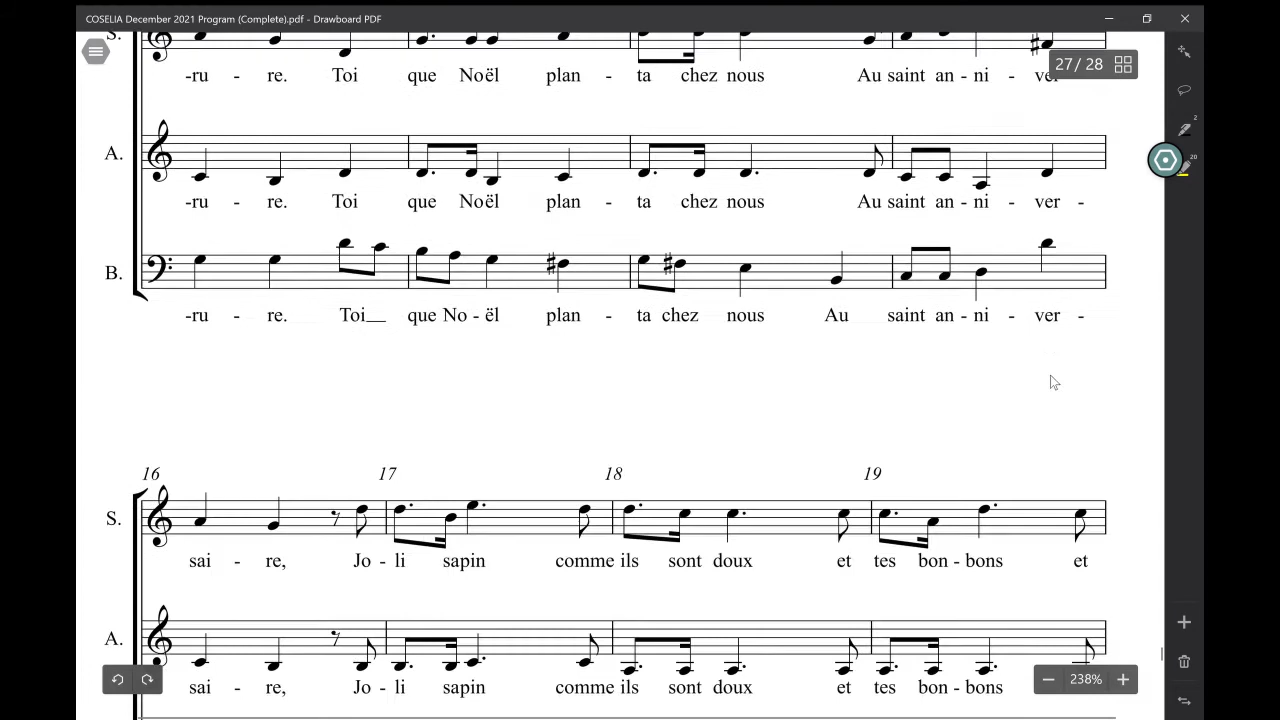 COSELIA December 2021 Program (Complete).pdf - Drawboard PDF
S.
-ru - re. Toi que Noël plan - ta chez nous Au saint an - ni - ver
27 / 28
2
20
A.
-ru - re. Toi que Noël plan - ta chez nous Au saint an - ni - ver -
B.
-ru - re. Toi__ que No - ël plan - ta chez nous Au saint an - ni - ver -
16 17 18 19
S.
sai - re, Jo - li sapin comme ils sont doux et tes bon - bons et
A.
sai - re, Jo - li sapin comme ils sont doux et tes bon - bons
238%